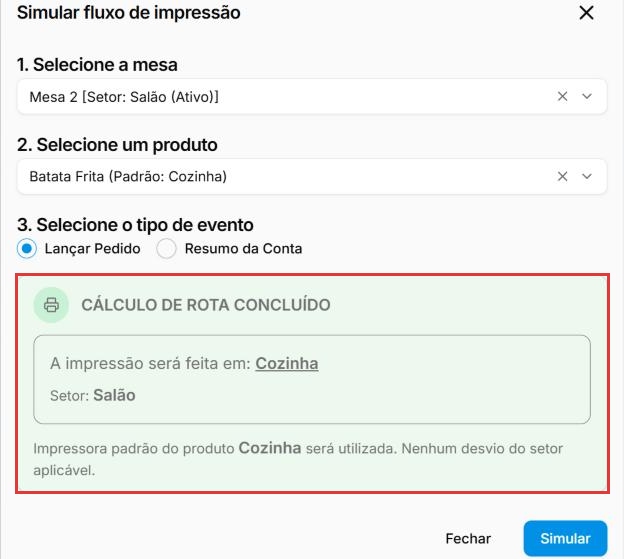 Simular fluxo de impressão
1. Selecione a mesa
Mesa 2 [Setor: Salão (Ativo)]
2. Selecione um produto
Batata Frita (Padrão: Cozinha)
3. Selecione o tipo de evento
Lançar Pedido Resumo da Conta
CÁLCULO DE ROTA CONCLUÍDO
A impressão será feita em: Cozinha
Setor: Salão
Impressora padrão do produto Cozinha será utilizada. Nenhum desvio do setor
aplicável.
Fechar Simular